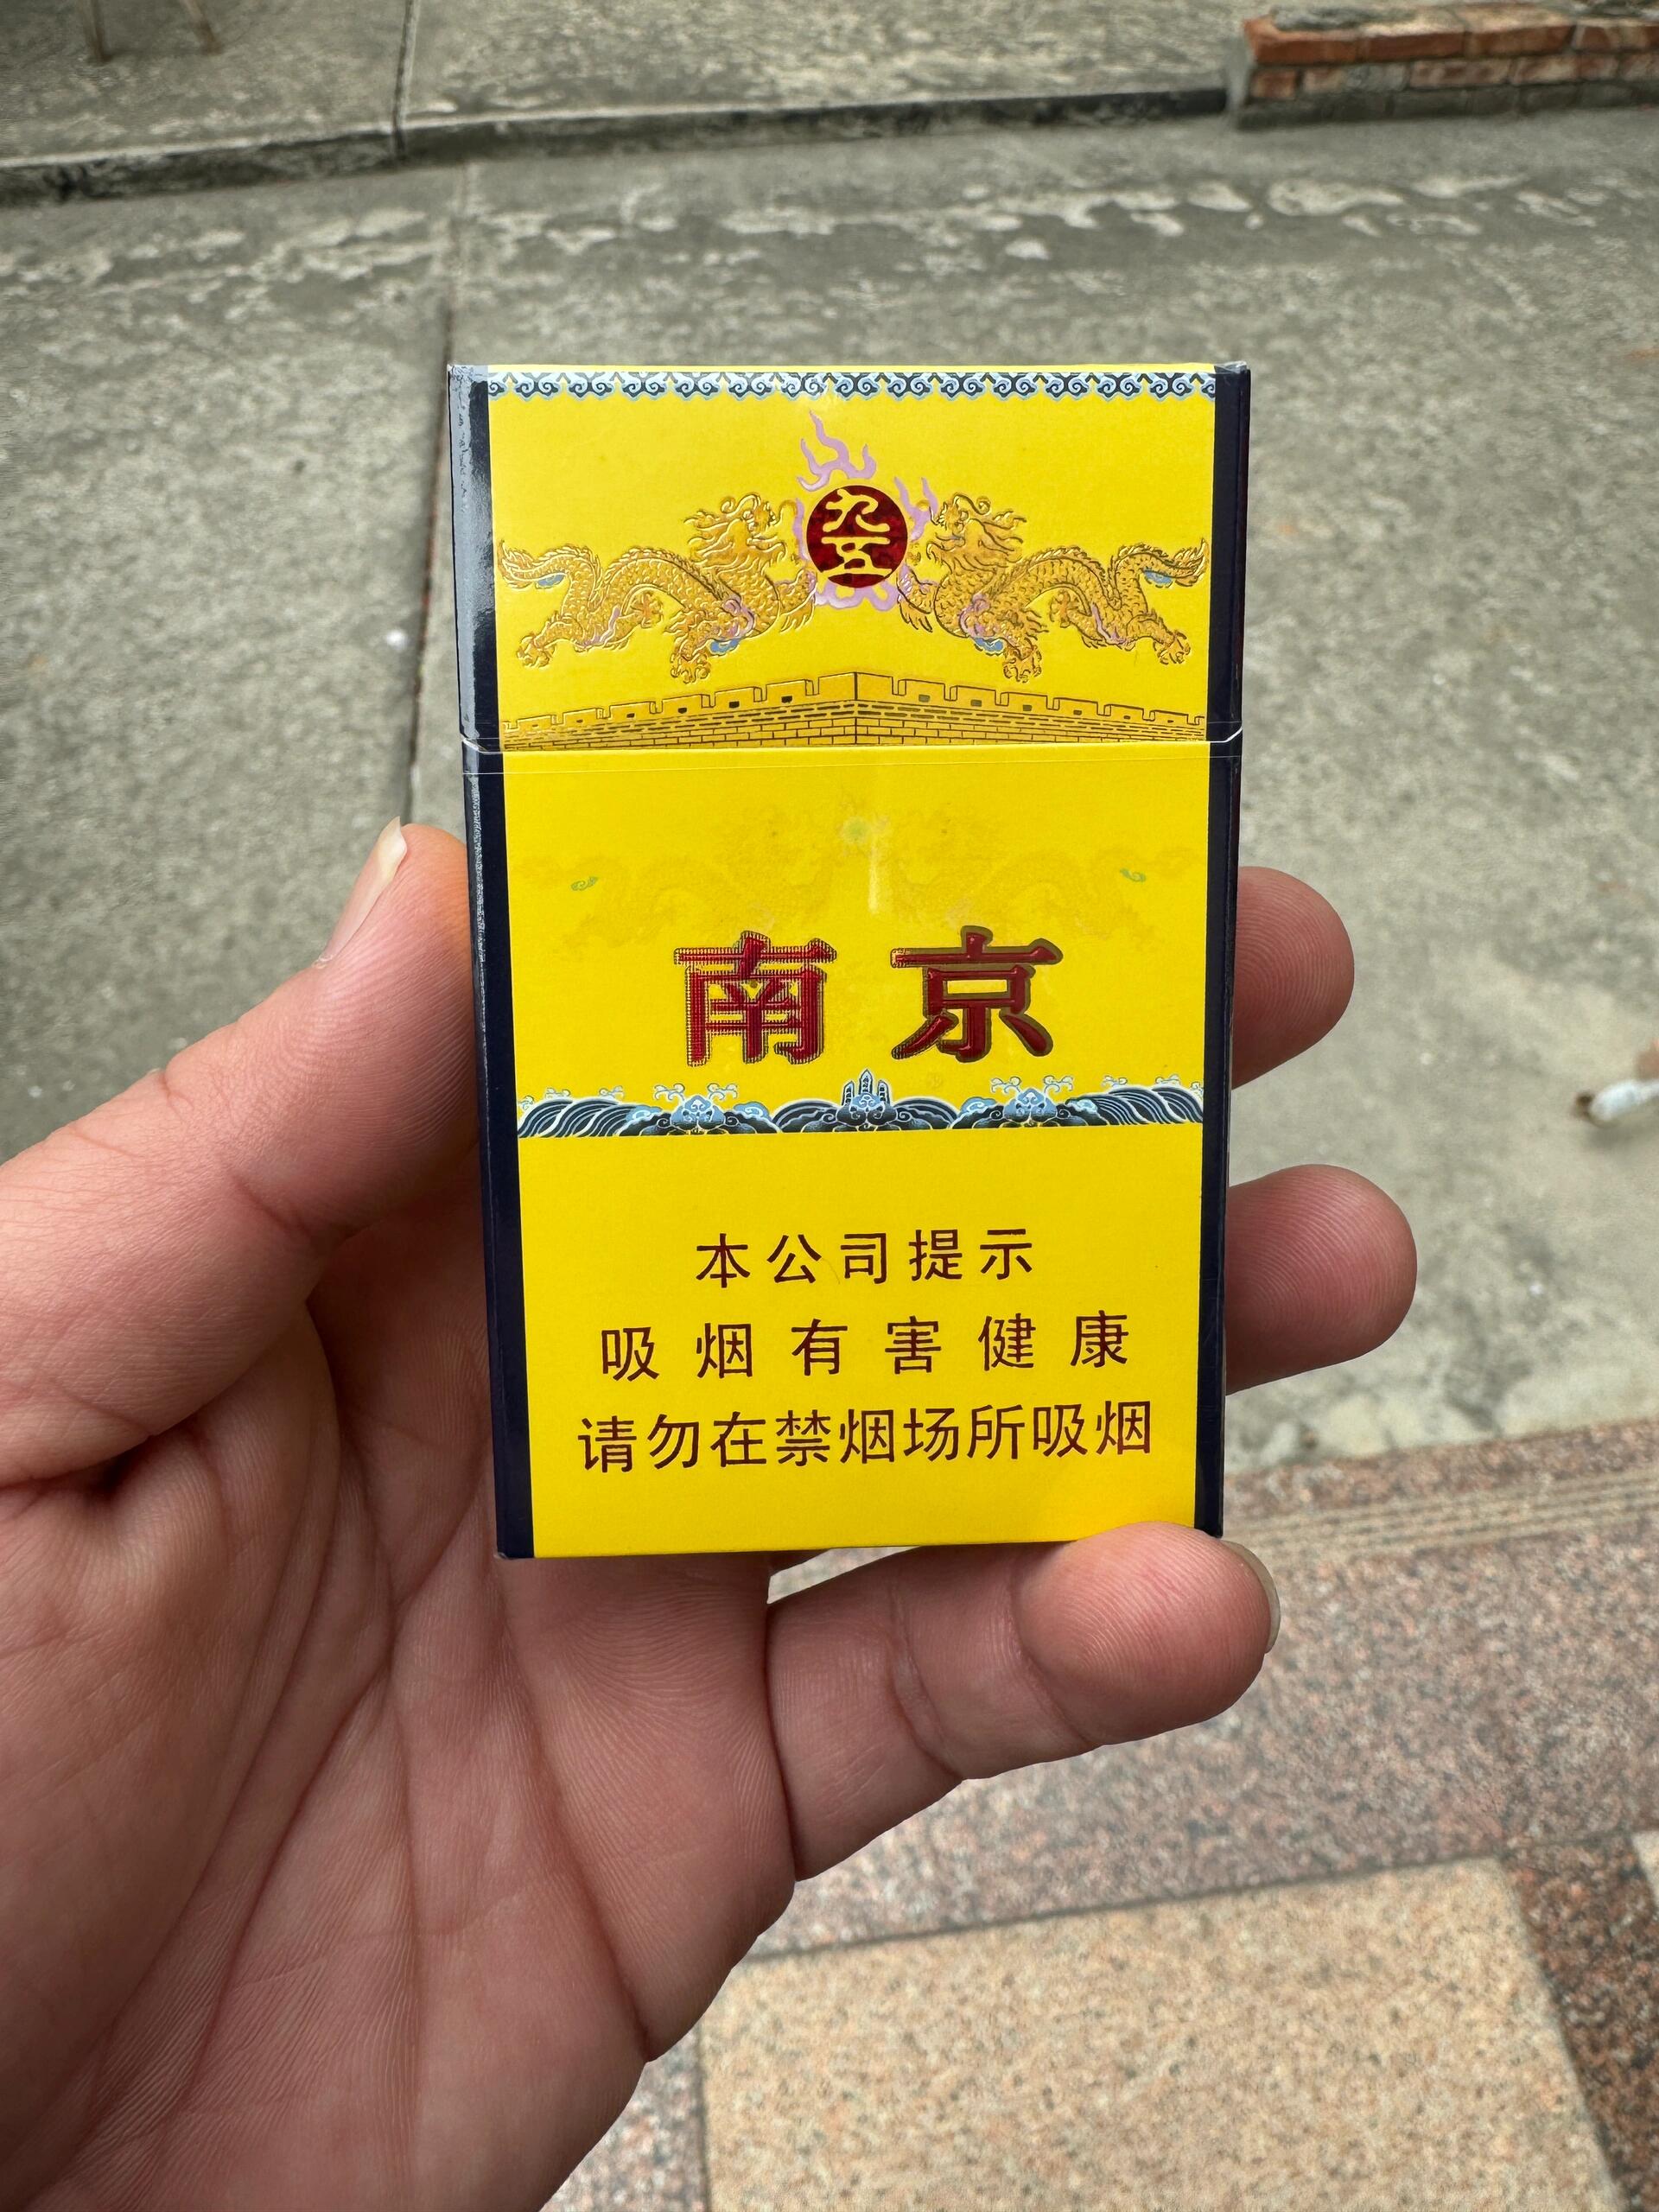 九五
南京
本公司提示
吸烟有害健康
请勿在禁烟场所吸烟